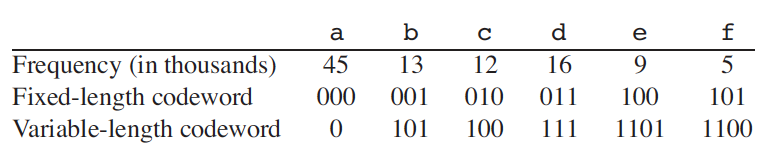 a b c d e f
Frequency (in thousands) 45 13 12 16 9 5
Fixed-length codeword 000 001 010 011 100 101
Variable-length codeword 0 101 100 111 1101 1100